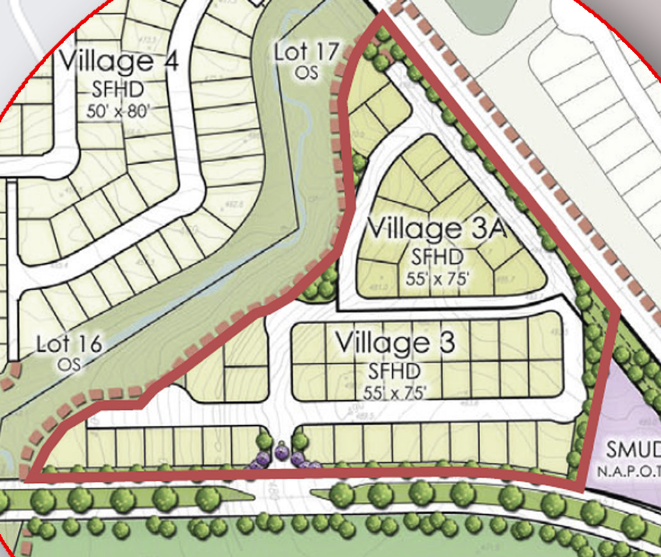 Village 4
SFHD
50' x 80'
Lot 17
OS
Village 3A
SFHD
55' x 75'
Lot 16
OS
Village 3
SFHD
55' x 75'
SMUD
N.A.P.O.T